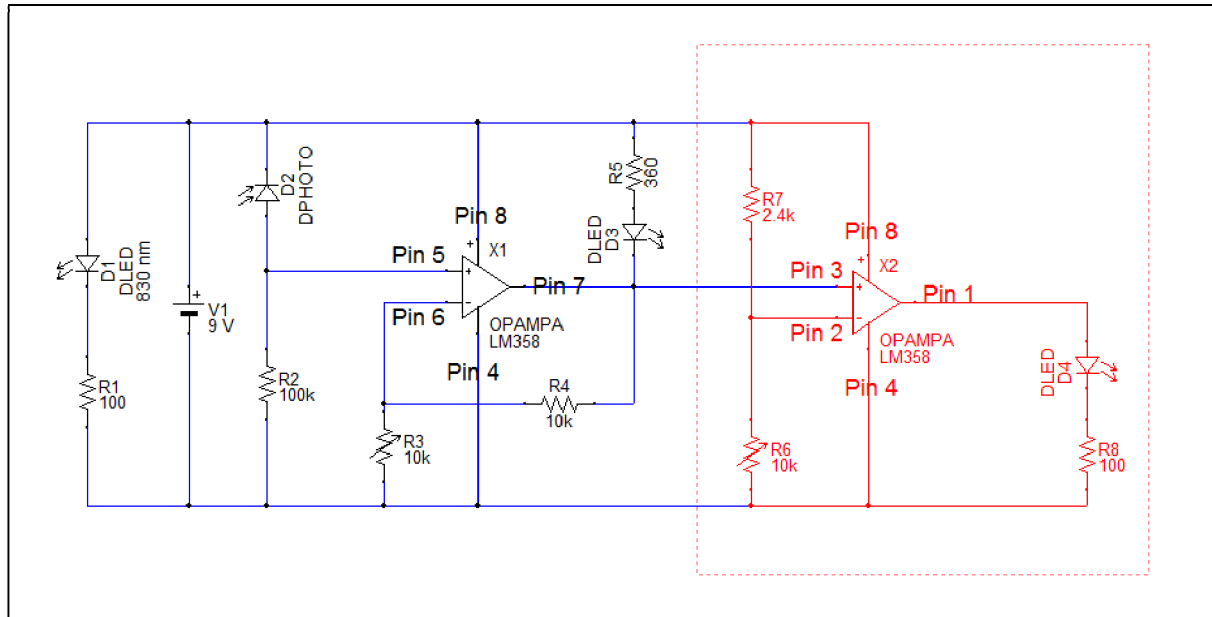 D1
DLED
830 nm
R1
100
V1
9 V
D2
DPHOTO
R2
100k
Pin 8
Pin 5
X1
Pin 7
Pin 6
OPAMPA
LM358
Pin 4
R3
10k
R4
10k
R5
360
DLED
D3
R7
2.4k
Pin 8
Pin 3
X2
Pin 1
Pin 2
OPAMPA
LM358
Pin 4
R6
10k
DLED
D4
R8
100